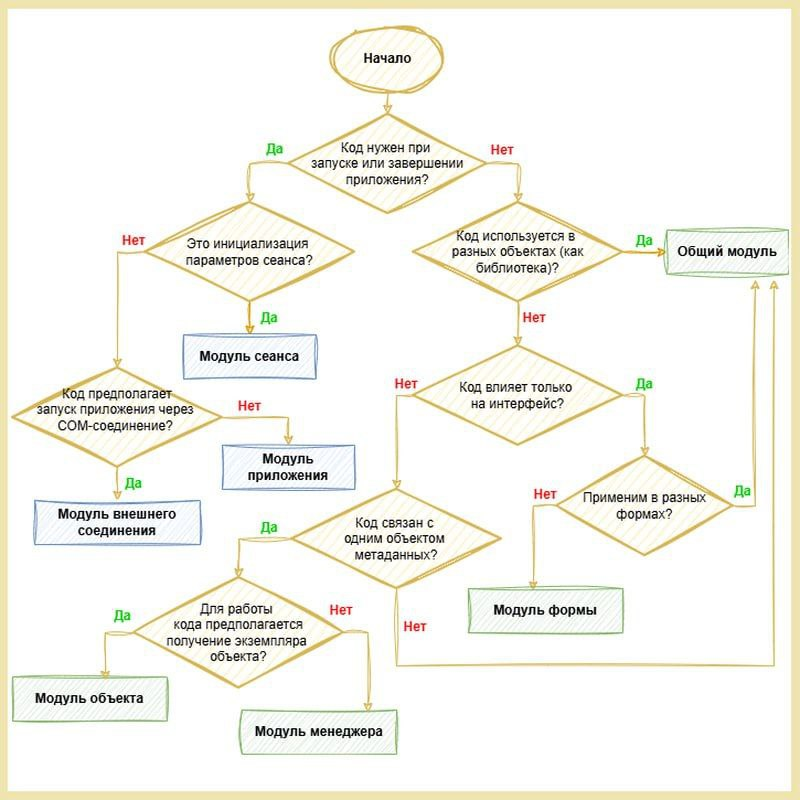 Начало
Код нужен при
запуске или завершении
приложения?
Да
Нет
Это инициализация
параметров сеанса?
Нет
Да
Код используется в
разных объектах (как
библиотека)?
Да
Общий модуль
Нет
Модуль сеанса
Код предполагает
запуск приложения через
COM-соединение?
Нет
Да
Модуль
приложения
Модуль внешнего
соединения
Код влияет только
на интерфейс?
Нет
Да
Применим в разных
формах?
Нет
Да
Модуль формы
Код связан с
одним объектом
метаданных?
Да
Нет
Для работы
кода предполагается
получение экземпляра
объекта?
Да
Нет
Модуль объекта
Модуль менеджера